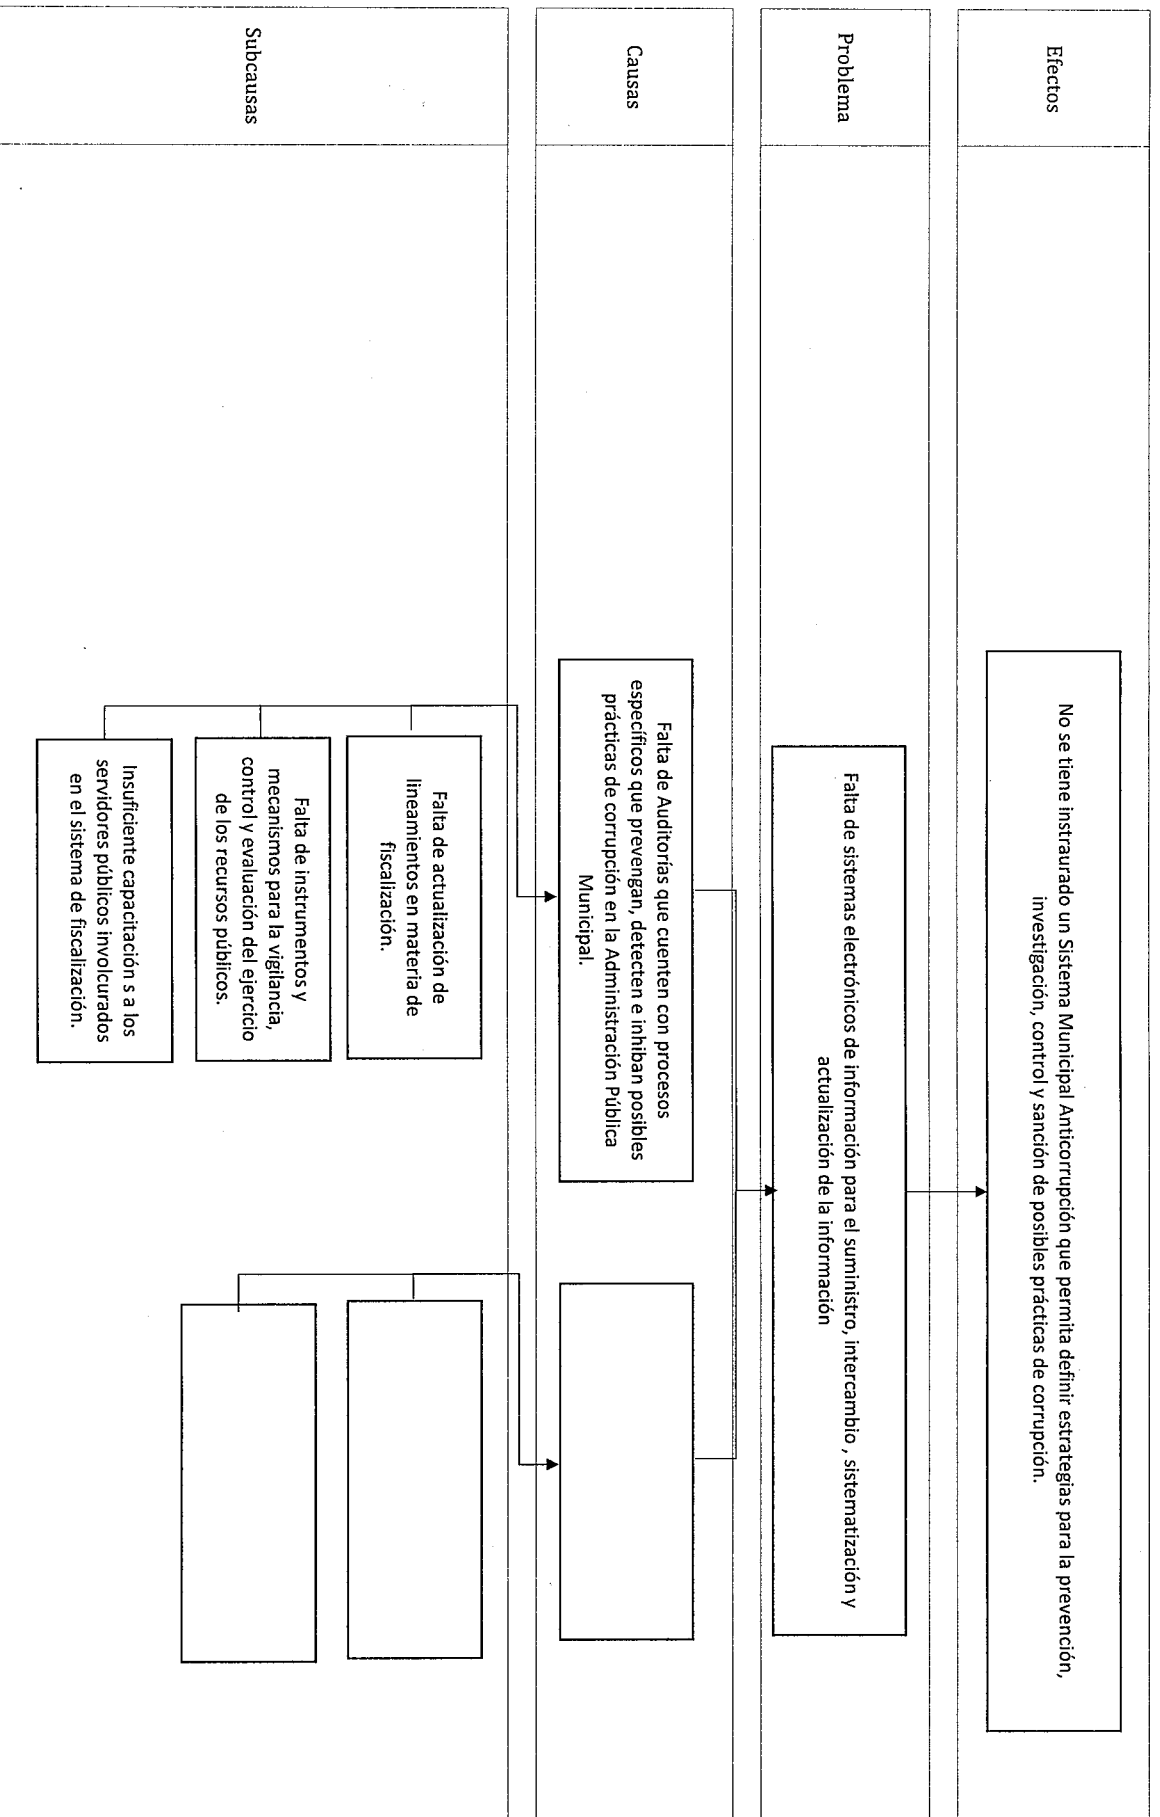 Efectos
No se tiene instraurado un Sistema Municipal Anticorrupción que permita definir estrategias para la prevención,
investigación, control y sanción de posibles prácticas de corrupción.
Problema
Falta de sistemas electrónicos de información para el suministro, intercambio , sistematización y
actualización de la información
Causas
Falta de Auditorías que cuenten con procesos
específicos que prevengan, detecten e inhiban posibles
prácticas de corrupción en la Administración Pública
Municipal.
Subcausas
Falta de actualización de
lineamientos en materia de
fiscalización.
Falta de instrumentos y
mecanismos para la vigilancia,
control y evaluación del ejercicio
de los recursos públicos.
Insuficiente capacitación s a los
servidores públicos involcurados
en el sistema de fiscalización.